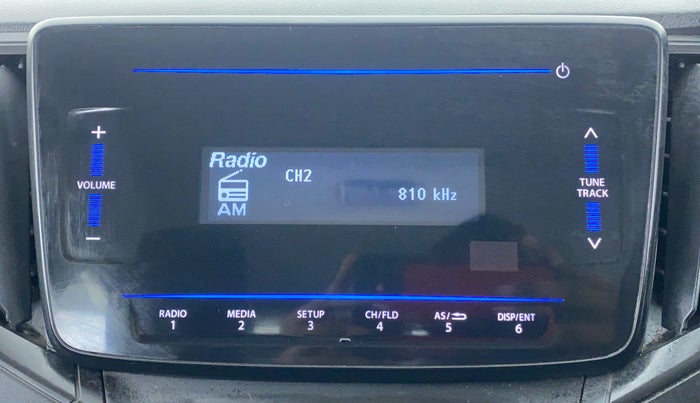 +
VOLUME
−
Radio
CH2
810 kHz
AM
TUNE
TRACK
RADIO
1
MEDIA
2
SETUP
3
CH/FLD
4
AS/
5
DISP/ENT
6